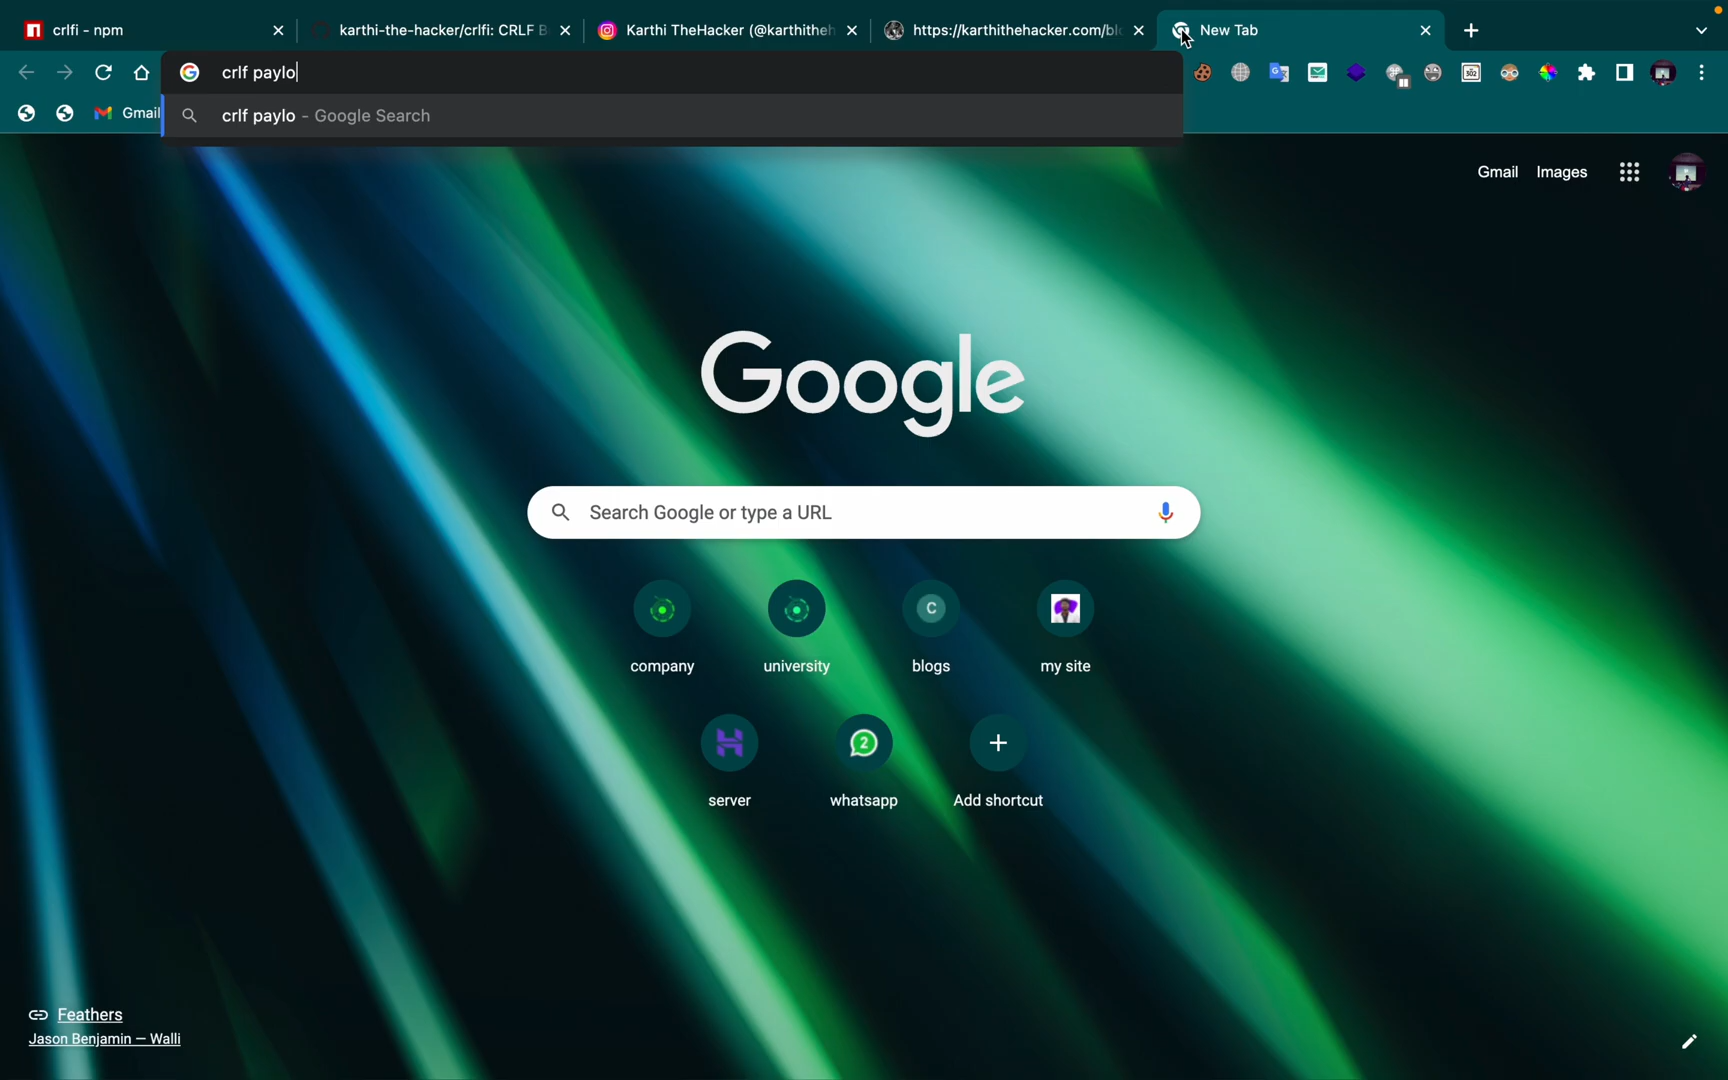 crlfi - npm
karthi-the-hacker/crlfi: CRLF B
Karthi TheHacker (@karthitheh
https://karthithehacker.com/blo
New Tab
crlf paylo
Gmail
crlf paylo - Google Search
Gmail Images
Google
Search Google or type a URL
C
company university blogs my site
2
server whatsapp Add shortcut
Feathers
Jason Benjamin — Walli